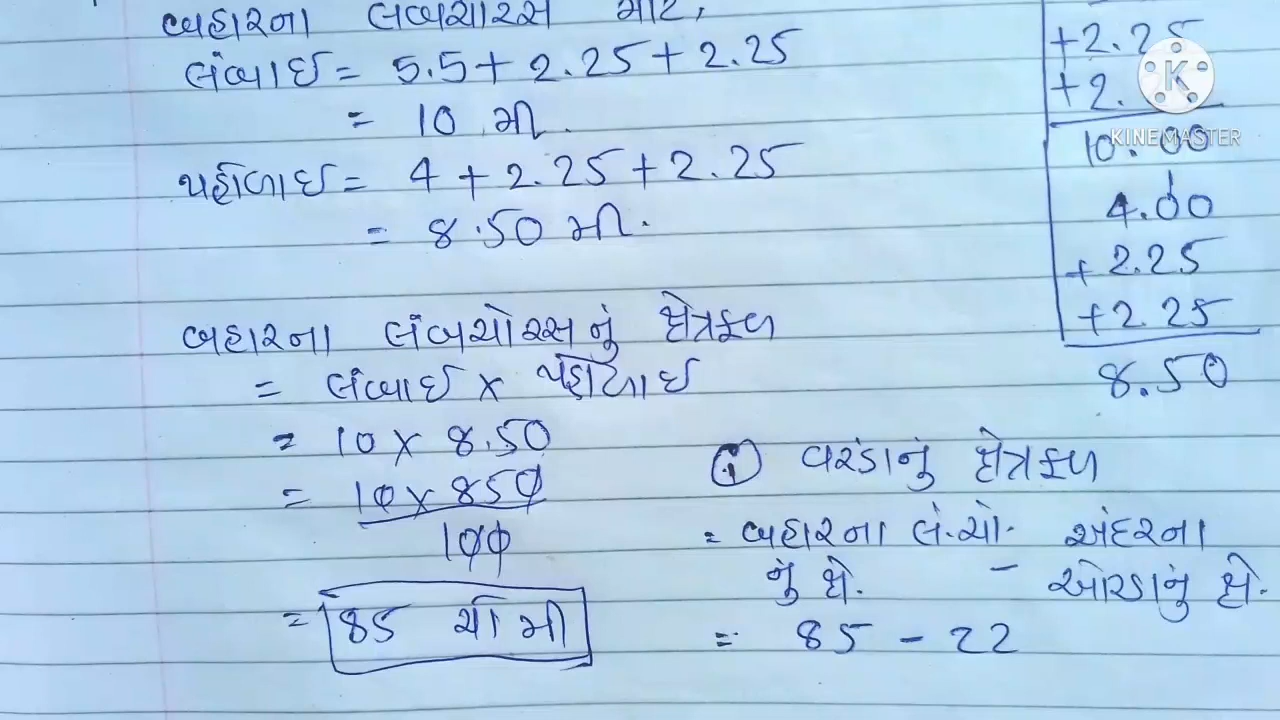 બહારના લંબચોરસ માટે,
લંબાઈ = 5.5 + 2.25 + 2.25
= 10 મી.
પહોળાઈ = 4 + 2.25 + 2.25
= 8.50 મી.
બહારના લંબચોરસનું ક્ષેત્રફળ
= લંબાઈ × પહોળાઈ
= 10 × 8.50
= 10 × 850
100
= 85 ચો મી
+2.25
+2.
10.00
4.00
+ 2.25
+ 2.25
8.50
(i) વરંડાનું ક્ષેત્રફળ
= બહારના લં.ચો. અંદરના
નું ક્ષે. – ઓરડાનું ક્ષે.
= 85 – 22
KINEMASTER